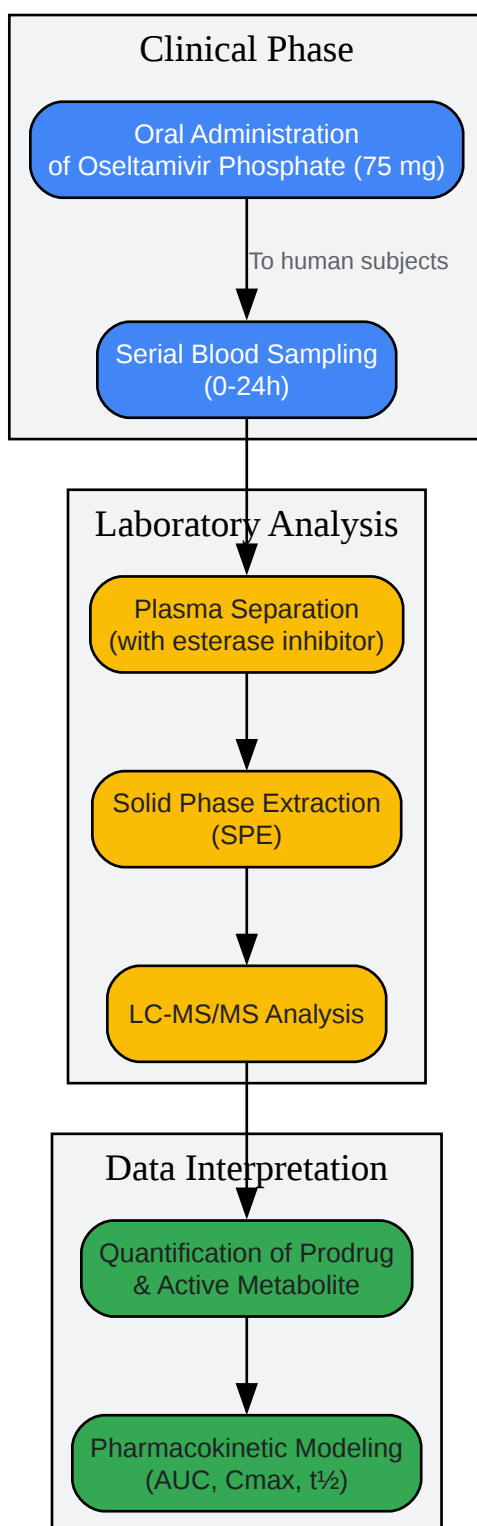 Clinical Phase
Oral Administration
of Oseltamivir Phosphate (75 mg)
To human subjects
Serial Blood Sampling
(0-24h)
Laboratory Analysis
Plasma Separation
(with esterase inhibitor)
Solid Phase Extraction
(SPE)
LC-MS/MS Analysis
Data Interpretation
Quantification of Prodrug
& Active Metabolite
Pharmacokinetic Modeling
(AUC, Cmax, t½)